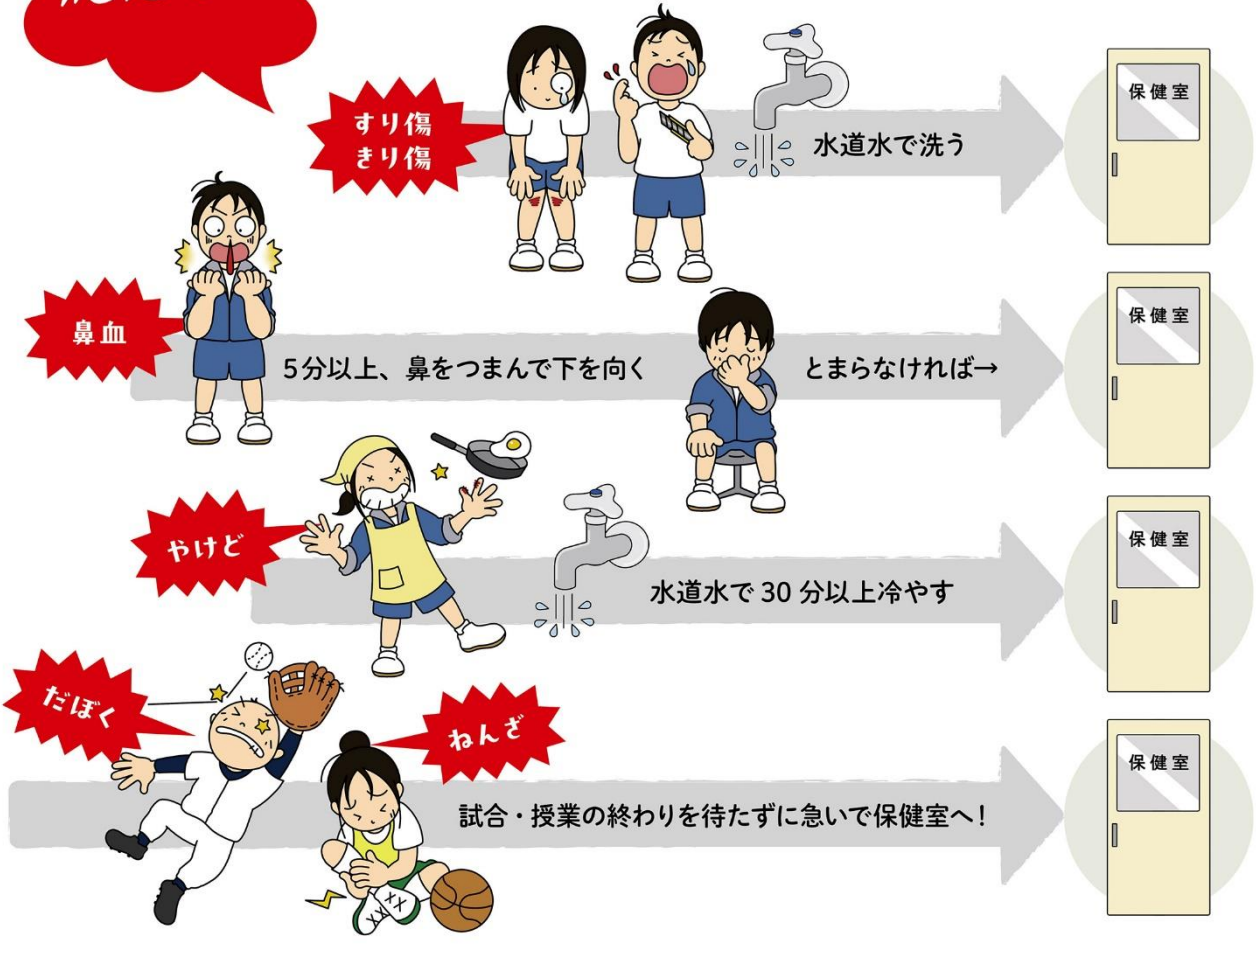 すり傷
きり傷
水道水で洗う
保健室
鼻血
5分以上、鼻をつまんで下を向く
とまらなければ→
保健室
やけど
水道水で30分以上冷やす
保健室
だぼく
ねんざ
試合・授業の終わりを待たずに急いで保健室へ!
保健室